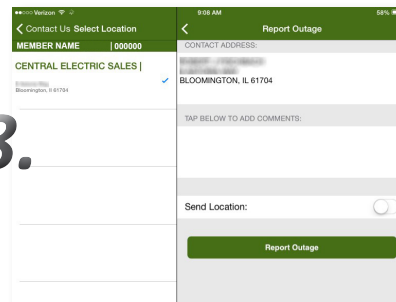 ●●○○○ Verizon
Contact Us Select Location
MEMBER NAME | 000000
CENTRAL ELECTRIC SALES |
Bloomington, Il 61704
3.
9:08 AM 58%
Report Outage
CONTACT ADDRESS:
BLOOMINGTON, IL 61704
TAP BELOW TO ADD COMMENTS:
Send Location:
Report Outage